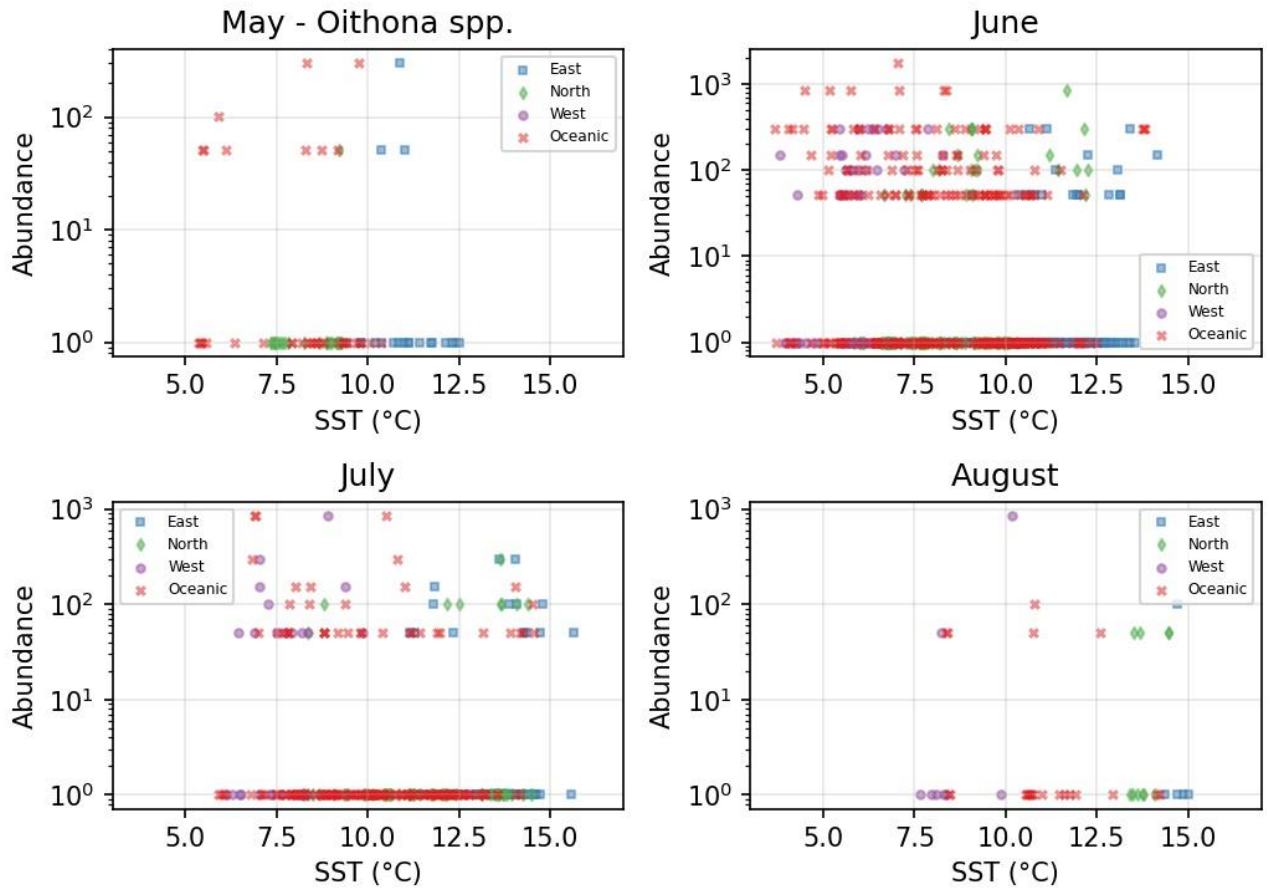 May - Oithona spp.
Abundance
10²
10¹
10⁰
5.0 7.5 10.0 12.5 15.0
SST (°C)
East
North
West
Oceanic
June
Abundance
10³
10²
10¹
10⁰
5.0 7.5 10.0 12.5 15.0
SST (°C)
East
North
West
Oceanic
July
Abundance
10³
10²
10¹
10⁰
5.0 7.5 10.0 12.5 15.0
SST (°C)
East
North
West
Oceanic
August
Abundance
10³
10²
10¹
10⁰
5.0 7.5 10.0 12.5 15.0
SST (°C)
East
North
West
Oceanic